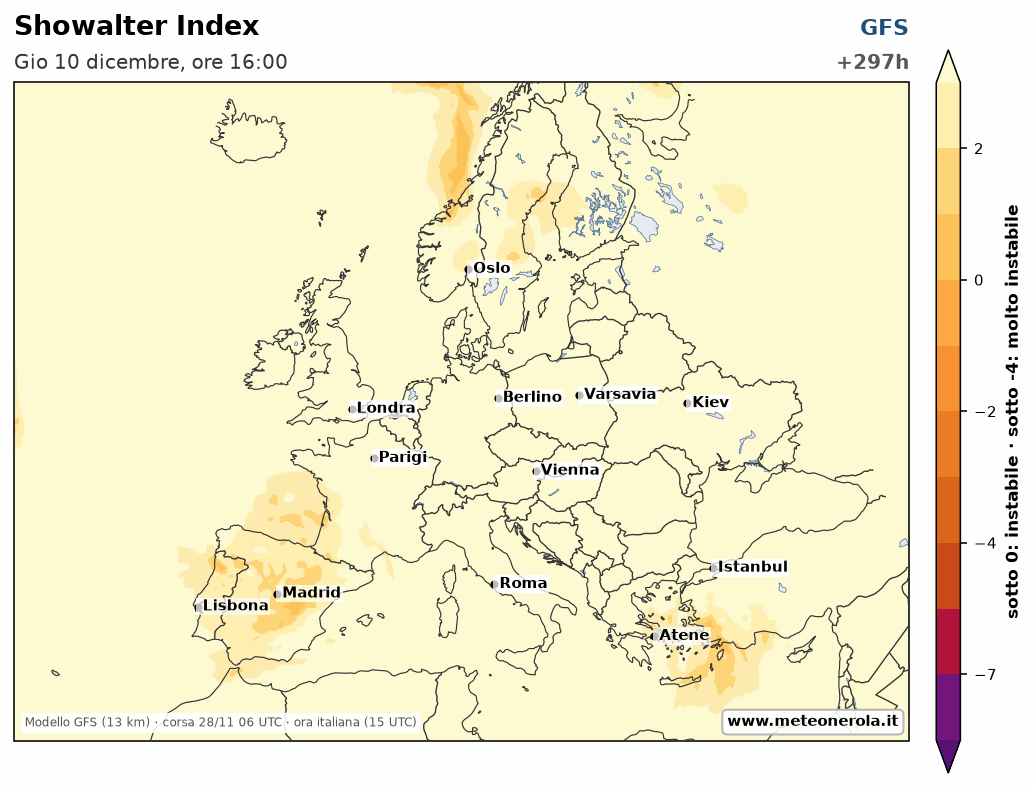 Showalter Index
GFS
Gio 10 dicembre, ore 16:00
+297h
Oslo
Berlino
Varsavia
Kiev
Londra
Parigi
Vienna
Istanbul
Roma
Madrid
Lisbona
Atene
Modello GFS (13 km) · corsa 28/11 06 UTC · ora italiana (15 UTC)
www.meteonerola.it
2
0
−2
−4
−7
sotto 0: instabile · sotto -4: molto instabile